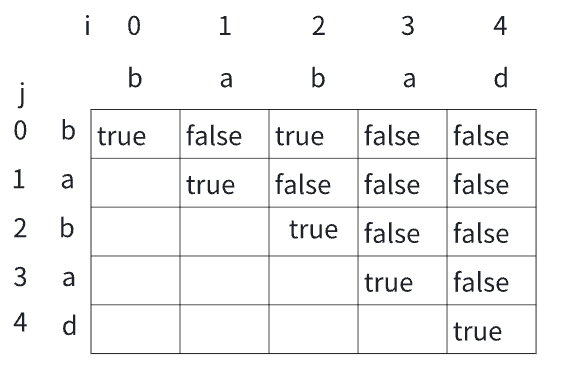 i 0 1 2 3 4
b a b a d
j
0 b true false true false false
1 a true false false false
2 b true false false
3 a true false
4 d true